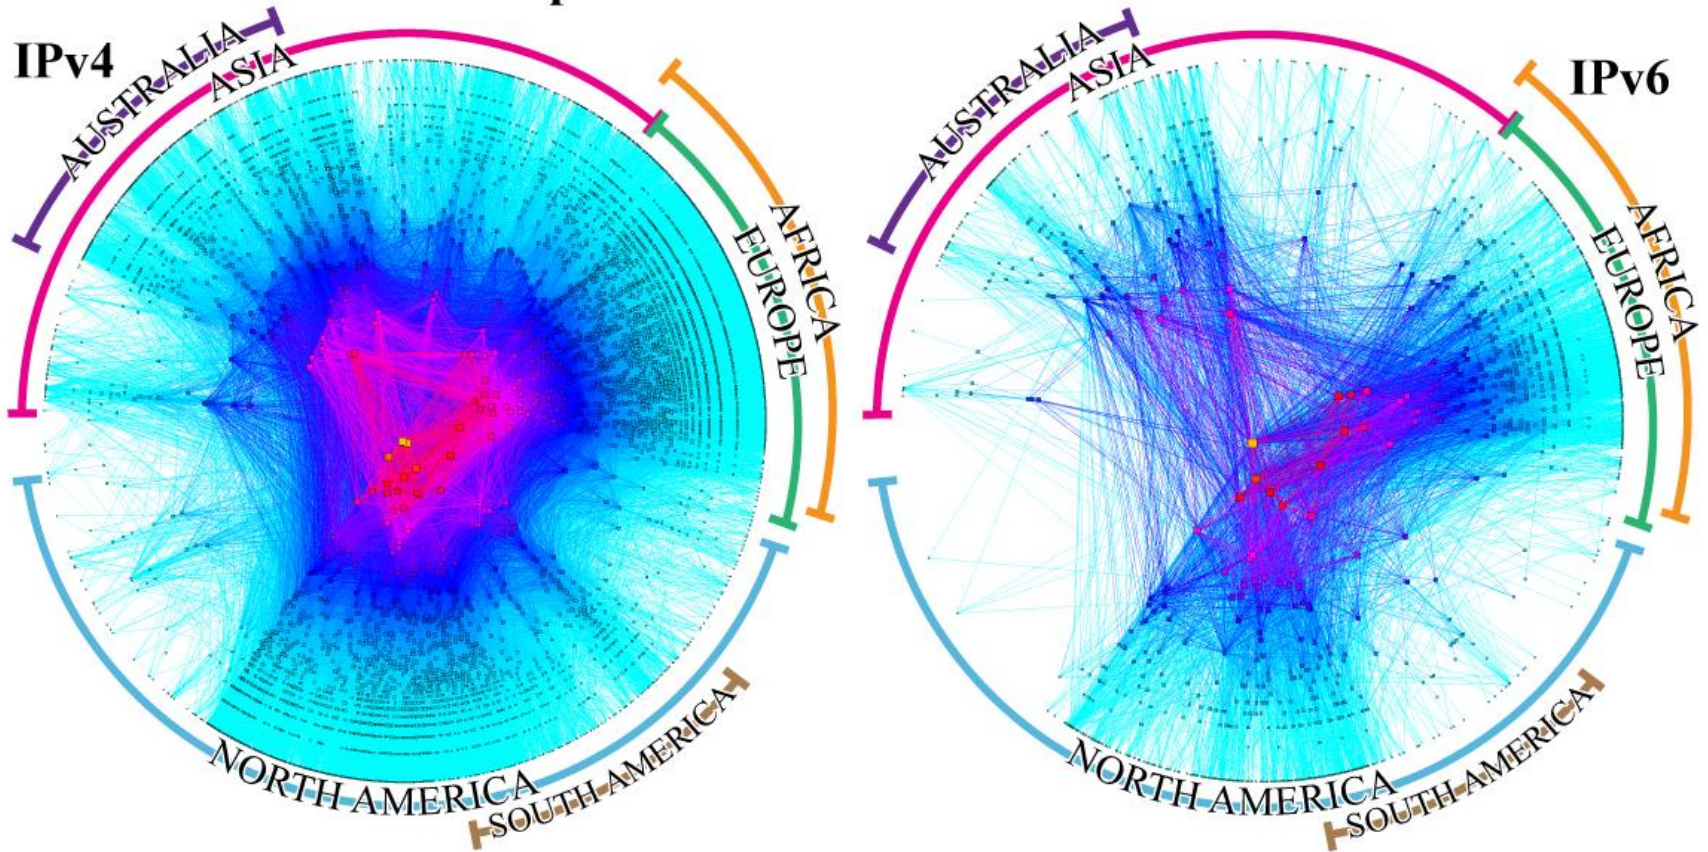 IPv4
AUSTRALIA
ASIA
AFRICA
EUROPE
NORTH AMERICA
SOUTH AMERICA
IPv6
AUSTRALIA
ASIA
AFRICA
EUROPE
NORTH AMERICA
SOUTH AMERICA